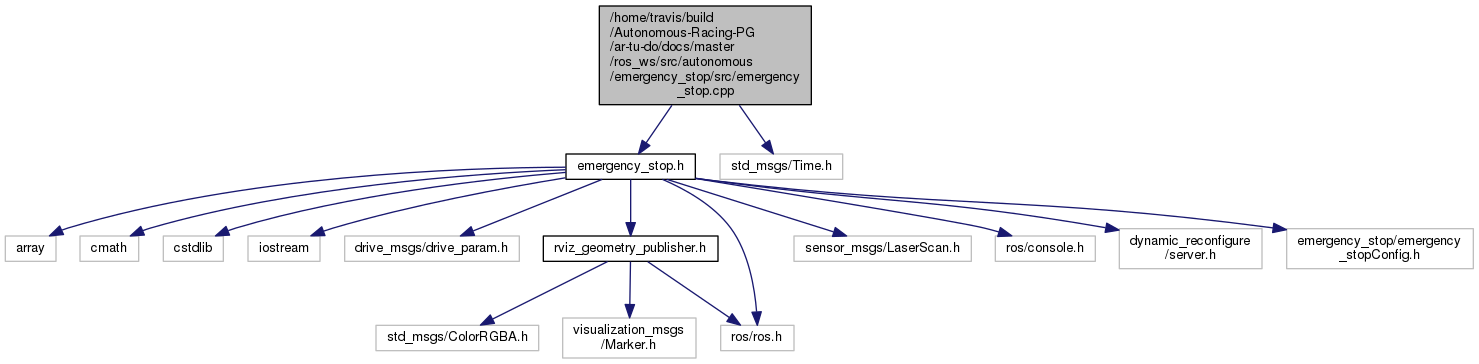 /home/travis/build
/Autonomous-Racing-PG
/ar-tu-do/docs/master
/ros_ws/src/autonomous
/emergency_stop/src/emergency
_stop.cpp
emergency_stop.h
std_msgs/Time.h
array
cmath
cstdlib
iostream
drive_msgs/drive_param.h
rviz_geometry_publisher.h
sensor_msgs/LaserScan.h
ros/console.h
dynamic_reconfigure
/server.h
emergency_stop/emergency
_stopConfig.h
std_msgs/ColorRGBA.h
visualization_msgs
/Marker.h
ros/ros.h